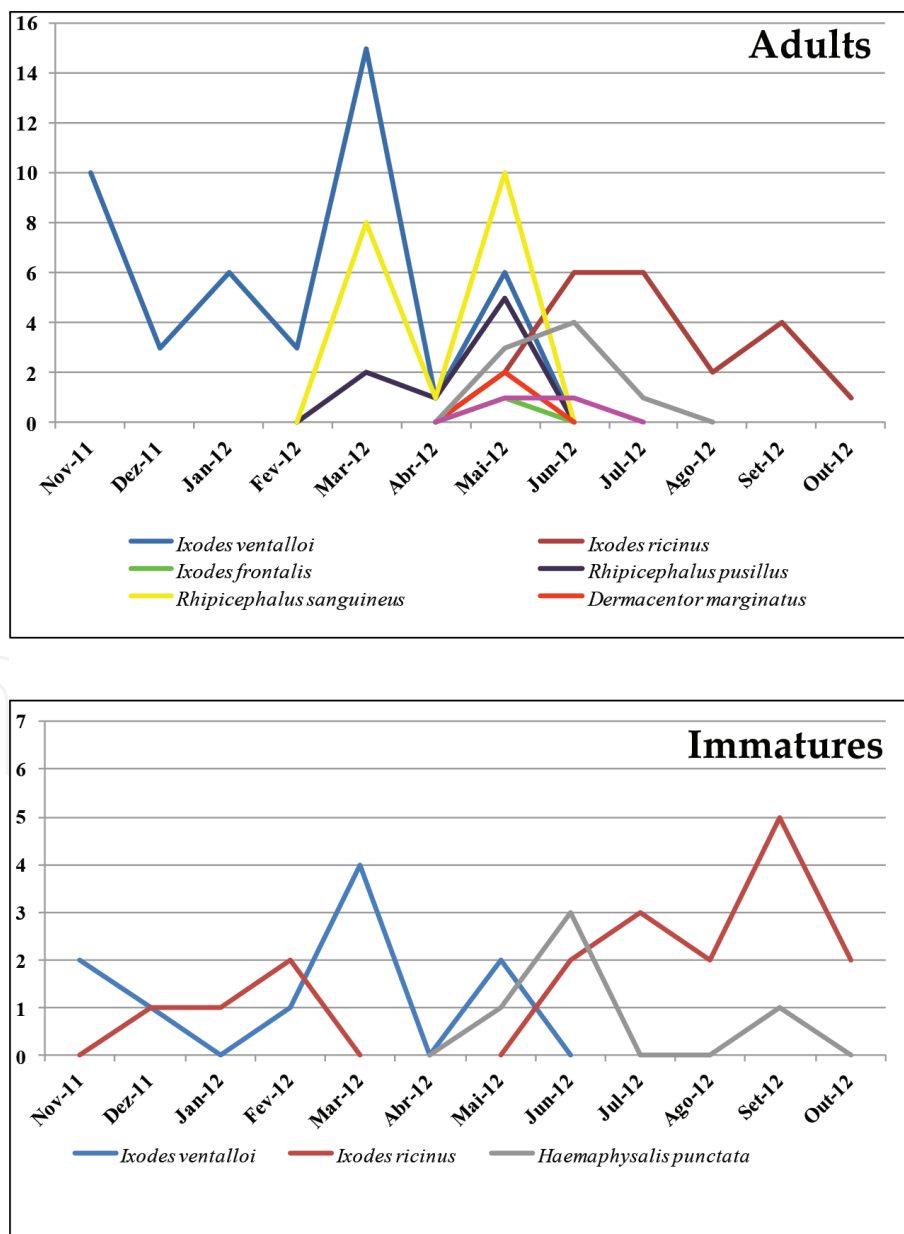 Adults
16
14
12
10
8
6
4
2
0
Nov-11 Dez-11 Jan-12 Fev-12 Mar-12 Abr-12 Mai-12 Jun-12 Jul-12 Ago-12 Set-12 Out-12
Ixodes ventalloi Ixodes ricinus
Ixodes frontalis Rhipicephalus pusillus
Rhipicephalus sanguineus Dermacentor marginatus
Immatures
7
6
5
4
3
2
1
0
Nov-11 Dez-11 Jan-12 Fev-12 Mar-12 Abr-12 Mai-12 Jun-12 Jul-12 Ago-12 Set-12 Out-12
Ixodes ventalloi Ixodes ricinus Haemaphysalis punctata